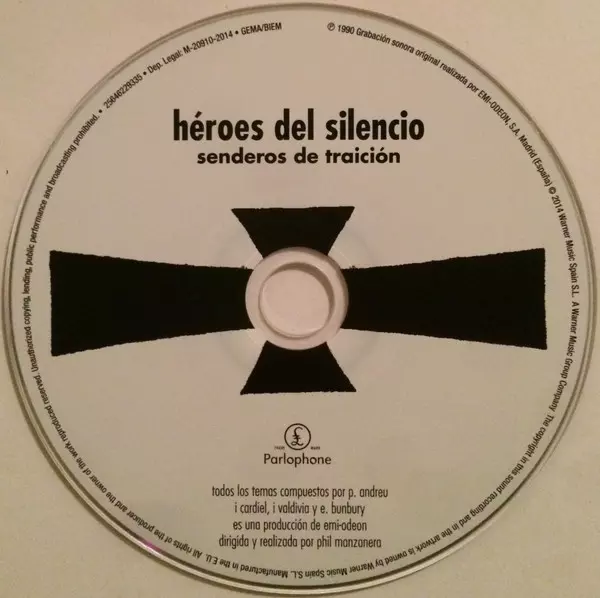 héroes del silencio
senderos de traición
£
TRADE MARK
Parlophone
todos los temas compuestos por p. andreu
i cardiel, i valdivia y e. bunbury
es una producción de emi-odeon
dirigida y realizada por phil manzanera
℗ 1990 Grabación sonora original realizada por EMI-ODEON, S.A. Madrid (España) © 2014 Warner Music Spain S.L. A Warner Music Group Company. The copyright in this sound recording and in the artwork is owned by Warner Music Spain S.L. Manufactured in the E.U. All rights of the producer and the owner of the work reproduced reserved. Unauthorized copying, lending, public performance and broadcasting prohibited. • 25646229335 • Dep. Legal: M-20910-2014 • GEMA/BIEM